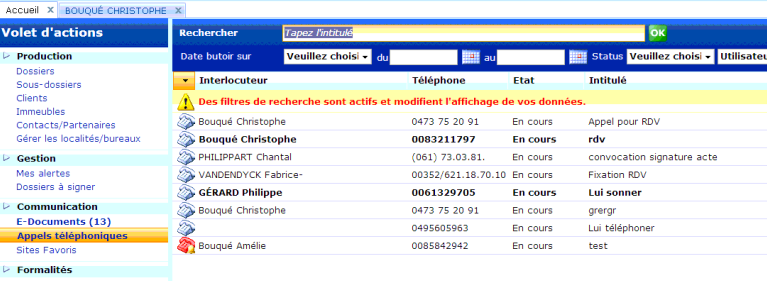 Accueil X BOUQUÉ CHRISTOPHE X
Volet d'actions
Production
Dossiers
Sous-dossiers
Clients
Immeubles
Contacts/Partenaires
Gérer les localités/bureaux
Gestion
Mes alertes
Dossiers à signer
Communication
E-Documents (13)
Appels téléphoniques
Sites Favoris
Formalités
Rechercher Tapez l'intitulé OK
Date butoir sur Veuillez choisi du au Status Veuillez choisi Utilisateu
Interlocuteur Téléphone Etat Intitulé
Des filtres de recherche sont actifs et modifient l'affichage de vos données.
Bouqué Christophe 0473 75 20 91 En cours Appel pour RDV
Bouqué Christophe 0083211797 En cours rdv
PHILIPPART Chantal (061) 73.03.81. En cours convocation signature acte
VANDENDYCK Fabrice- 00352/621.18.70.10 En cours Fixation RDV
GÉRARD Philippe 0061329705 En cours Lui sonner
Bouqué Christophe 0473 75 20 91 En cours grergr
0495605963 En cours Lui téléphoner
Bouqué Amélie 0085842942 En cours test